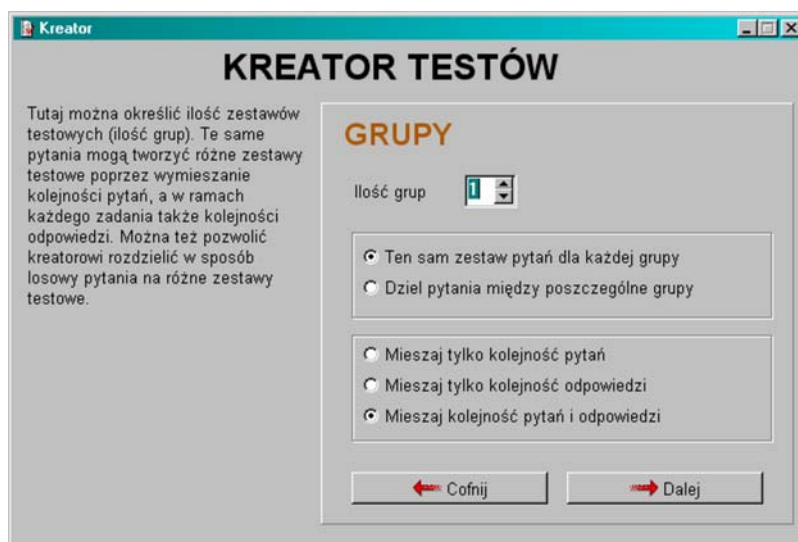 Kreator
KREATOR TESTÓW
Tutaj można określić ilość zestawów
testowych (ilość grup). Te same
pytania mogą tworzyć różne zestawy
testowe poprzez wymieszanie
kolejności pytań, a w ramach
każdego zadania także kolejności
odpowiedzi. Można też pozwolić
kreatorowi rozdzielić w sposób
losowy pytania na różne zestawy
testowe.
GRUPY
Ilość grup 1
Ten sam zestaw pytań dla każdej grupy
Dziel pytania między poszczególne grupy
Mieszaj tylko kolejność pytań
Mieszaj tylko kolejność odpowiedzi
Mieszaj kolejność pytań i odpowiedzi
Cofnij Dalej